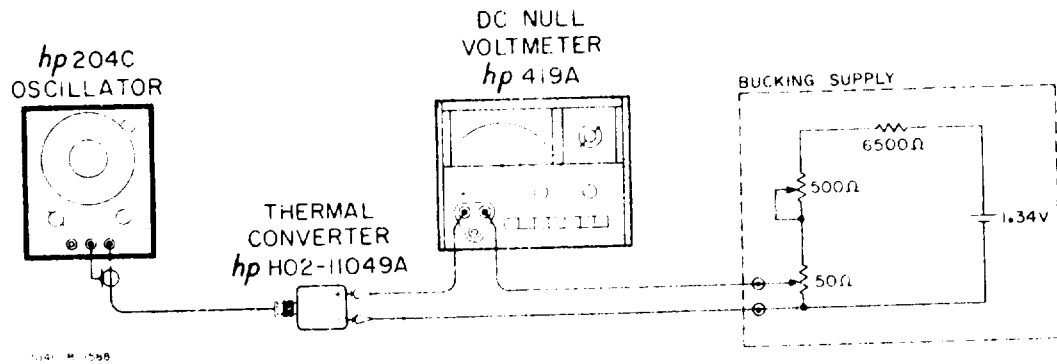 DC NULL
VOLTMETER
hp 419A
hp 204C
OSCILLATOR
BUCKING SUPPLY
6500Ω
500Ω
1.34V
THERMAL
CONVERTER
hp H02-11049A
50Ω